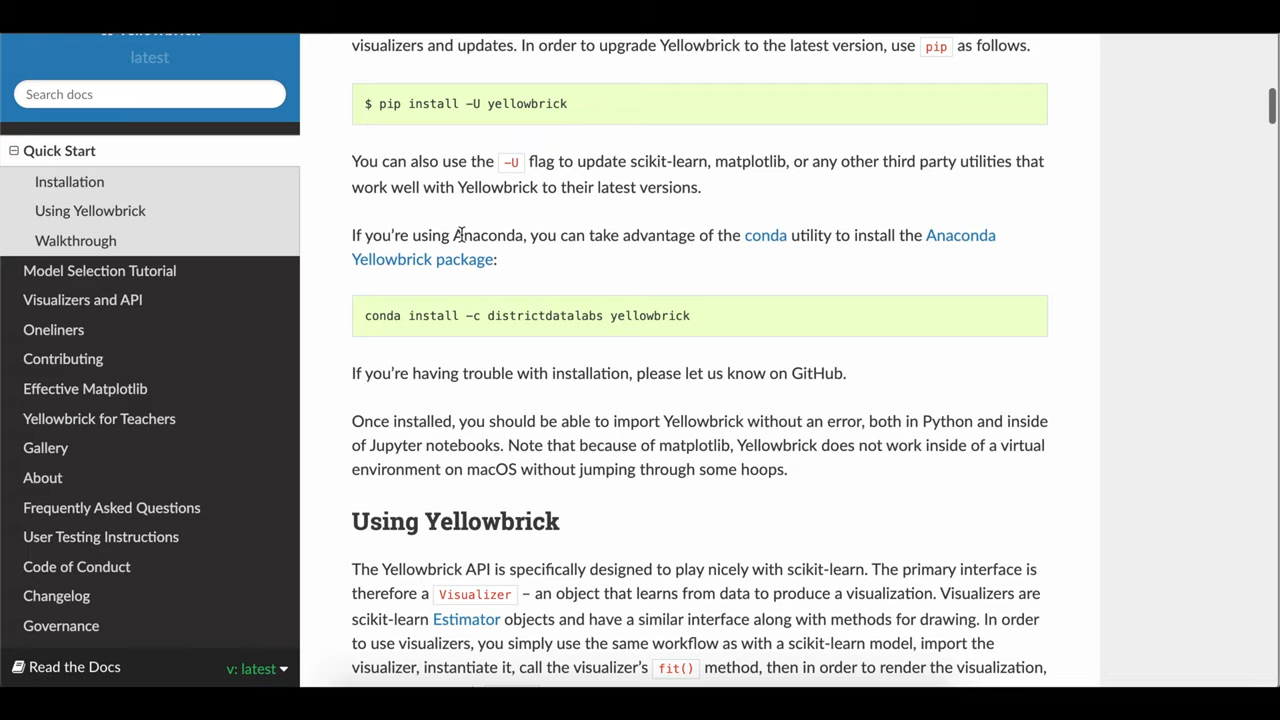 latest
Search docs
Quick Start
Installation
Using Yellowbrick
Walkthrough
Model Selection Tutorial
Visualizers and API
Oneliners
Contributing
Effective Matplotlib
Yellowbrick for Teachers
Gallery
About
Frequently Asked Questions
User Testing Instructions
Code of Conduct
Changelog
Governance
Read the Docs
v: latest
visualizers and updates. In order to upgrade Yellowbrick to the latest version, use pip as follows.
$ pip install -U yellowbrick
You can also use the -U flag to update scikit-learn, matplotlib, or any other third party utilities that
work well with Yellowbrick to their latest versions.
If you're using Anaconda, you can take advantage of the conda utility to install the Anaconda
Yellowbrick package:
conda install -c districtdatalabs yellowbrick
If you're having trouble with installation, please let us know on GitHub.
Once installed, you should be able to import Yellowbrick without an error, both in Python and inside
of Jupyter notebooks. Note that because of matplotlib, Yellowbrick does not work inside of a virtual
environment on macOS without jumping through some hoops.
Using Yellowbrick
The Yellowbrick API is specifically designed to play nicely with scikit-learn. The primary interface is
therefore a Visualizer – an object that learns from data to produce a visualization. Visualizers are
scikit-learn Estimator objects and have a similar interface along with methods for drawing. In order
to use visualizers, you simply use the same workflow as with a scikit-learn model, import the
visualizer, instantiate it, call the visualizer's fit() method, then in order to render the visualization,